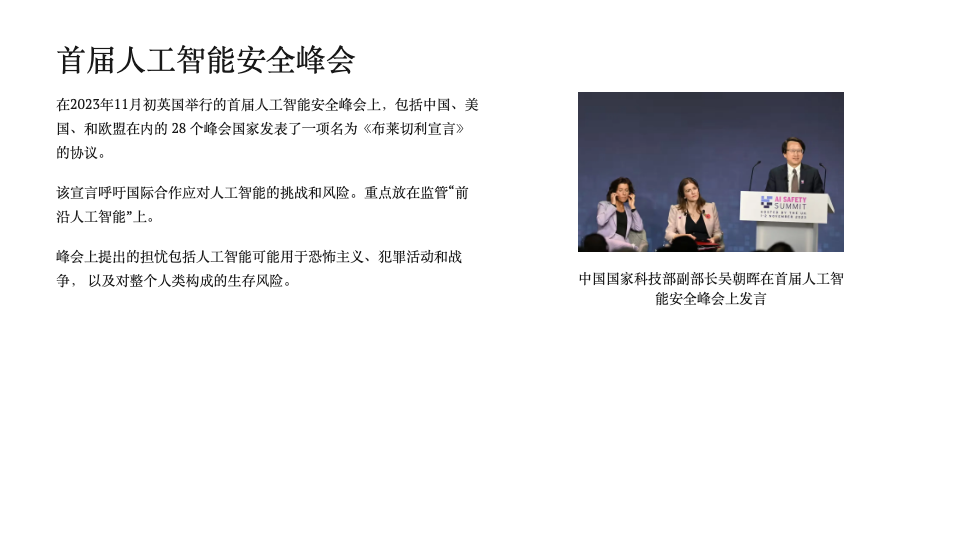 首届人工智能安全峰会
在2023年11月初英国举行的首届人工智能安全峰会上，包括中国、美
国、和欧盟在内的 28 个峰会国家发表了一项名为《布莱切利宣言》
的协议。
该宣言呼吁国际合作应对人工智能的挑战和风险。重点放在监管“前
沿人工智能”上。
峰会上提出的担忧包括人工智能可能用于恐怖主义、犯罪活动和战
争， 以及对整个人类构成的生存风险。
AI SAFETY
SUMMIT
HOSTED BY THE UK
1-2 NOVEMBER 2023
中国国家科技部副部长吴朝晖在首届人工智
能安全峰会上发言